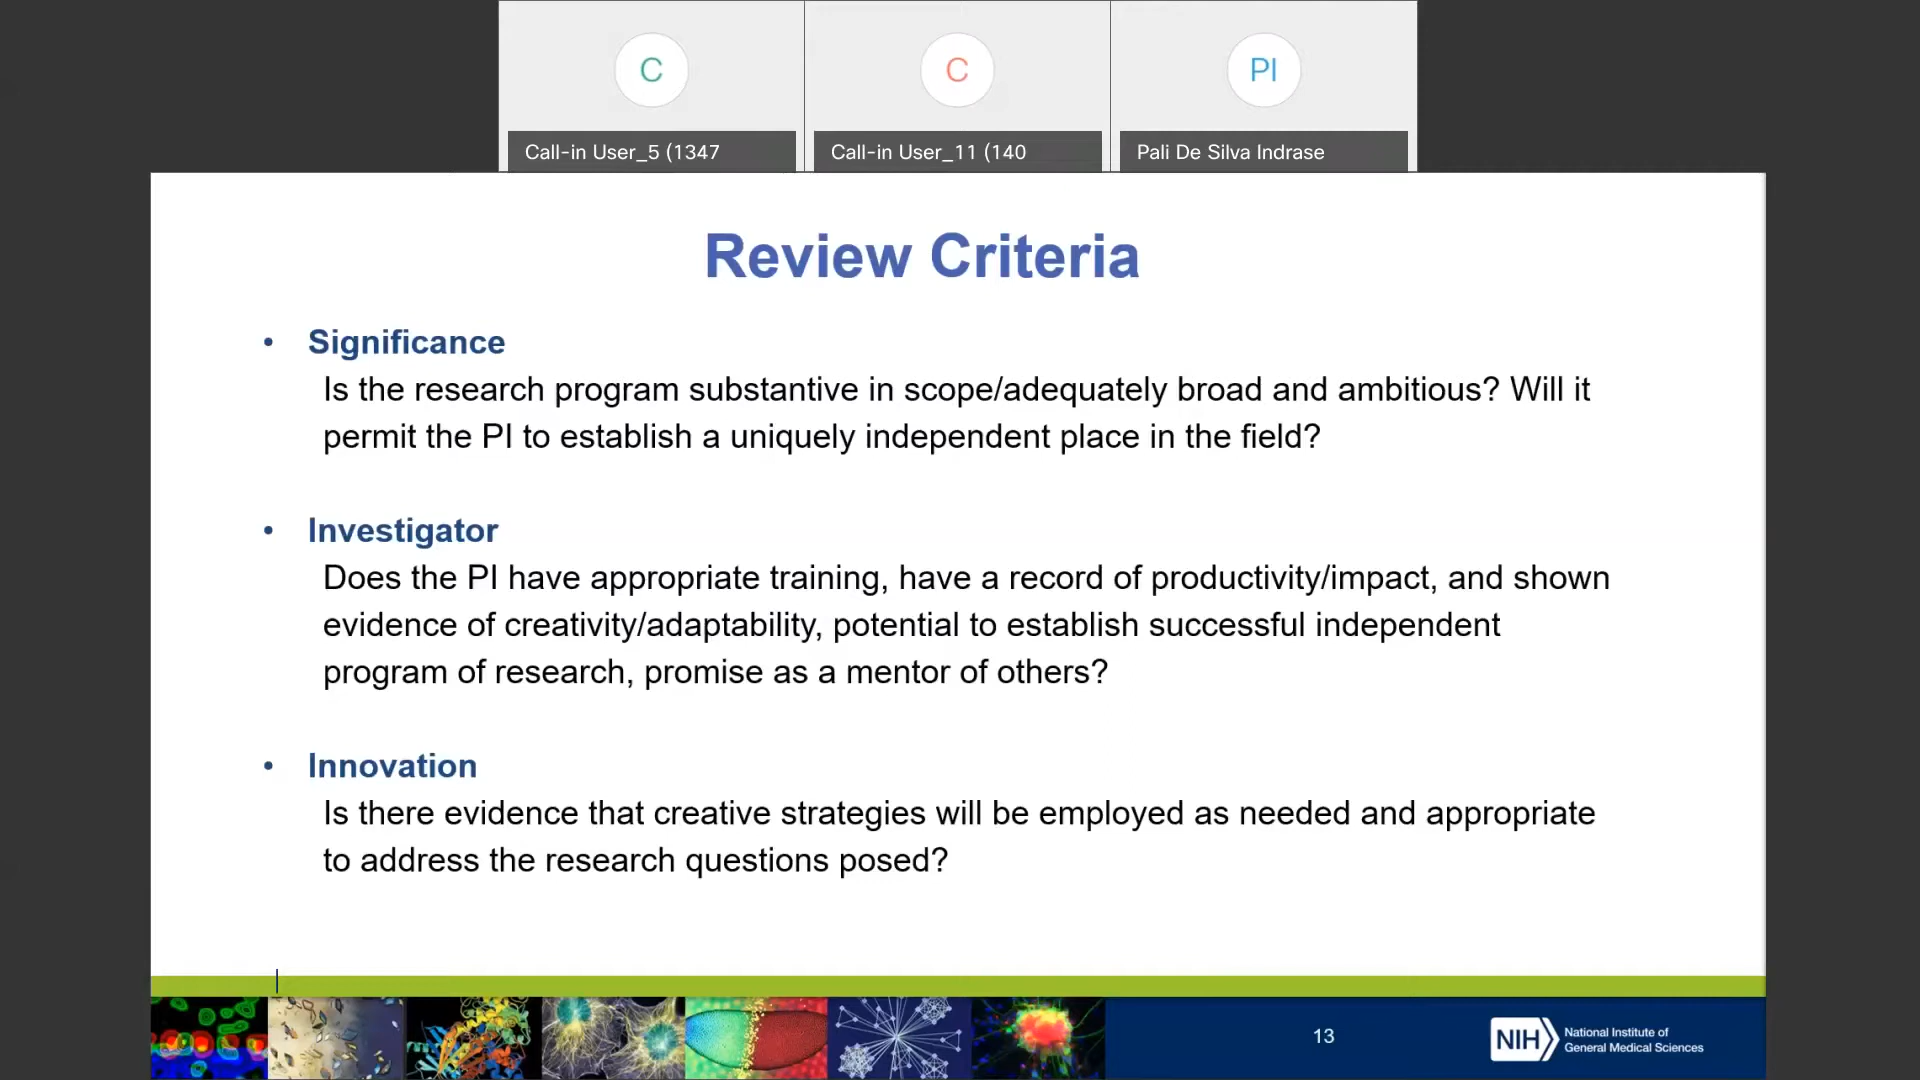 C
C
PI
Call-in User_5 (1347
Call-in User_11 (140
Pali De Silva Indrase
Review Criteria
• Significance
Is the research program substantive in scope/adequately broad and ambitious? Will it
permit the PI to establish a uniquely independent place in the field?
• Investigator
Does the PI have appropriate training, have a record of productivity/impact, and shown
evidence of creativity/adaptability, potential to establish successful independent
program of research, promise as a mentor of others?
• Innovation
Is there evidence that creative strategies will be employed as needed and appropriate
to address the research questions posed?
13
NIH
National Institute of
General Medical Sciences